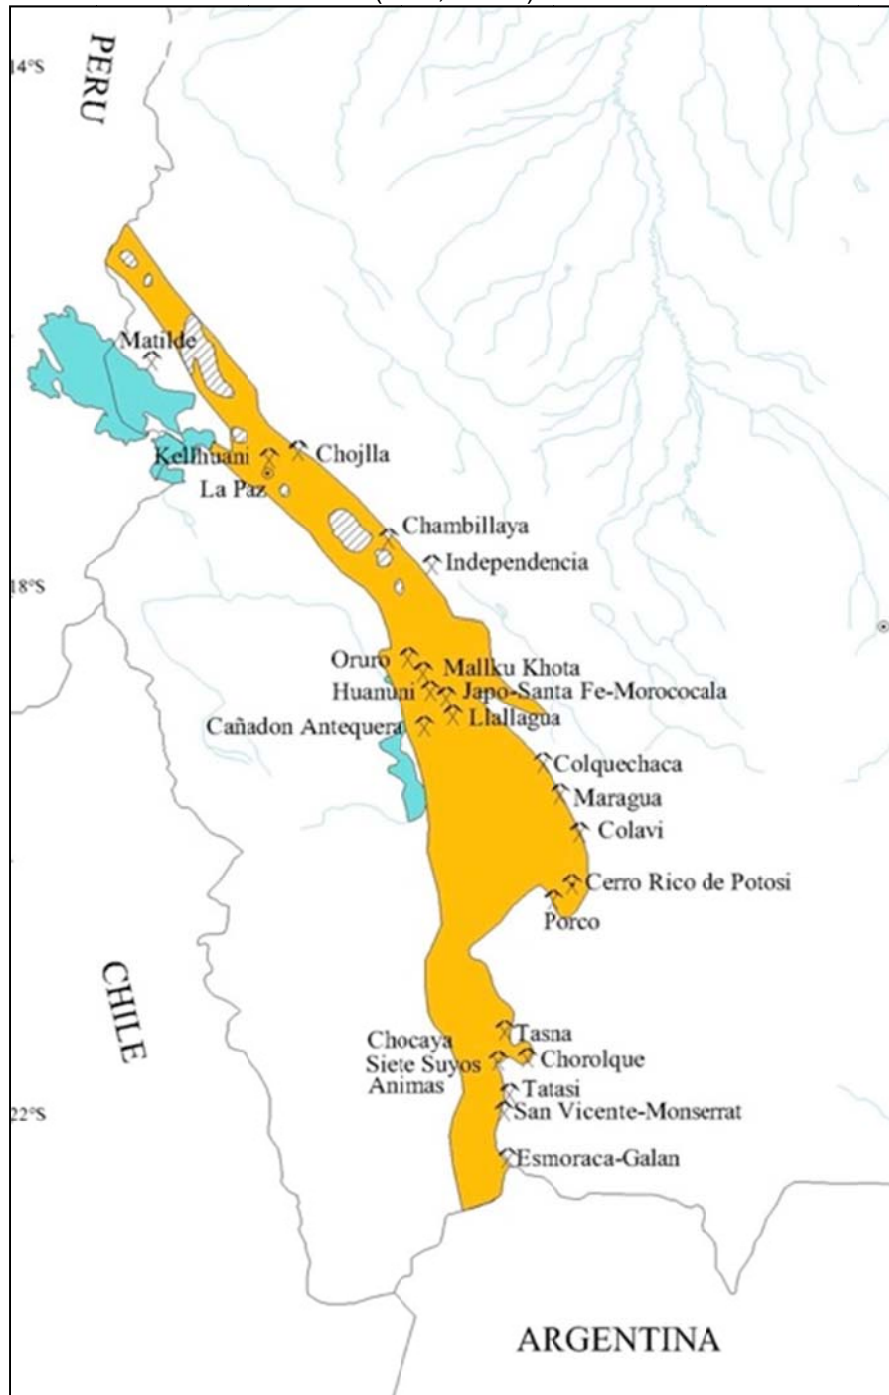 14°S
PERU
Matilde
Kellhuani
Chojlla
La Paz
Chambillaya
Independencia
18°S
Oruro
Mallku Khota
Huanuni
Japo-Santa Fe-Morococala
Llallagua
Cañadon Antequera
Colquechaca
Maragua
Colavi
Cerro Rico de Potosi
Porco
CHILE
Tasna
Chocaya
Siete Suyos
Animas
Chorolque
Tatasi
22°S
San Vicente-Monserrat
Esmoraca-Galan
ARGENTINA